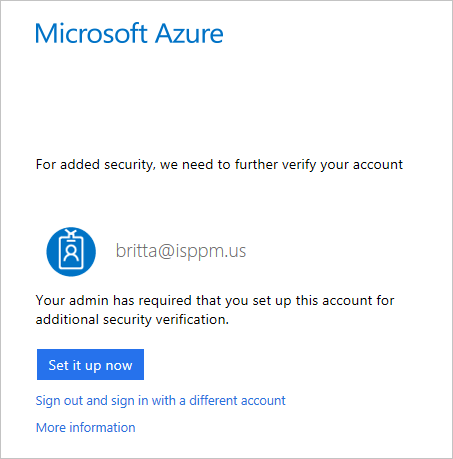 Microsoft Azure
For added security, we need to further verify your account
britta@isppm.us
Your admin has required that you set up this account for
additional security verification.
Set it up now
Sign out and sign in with a different account
More information